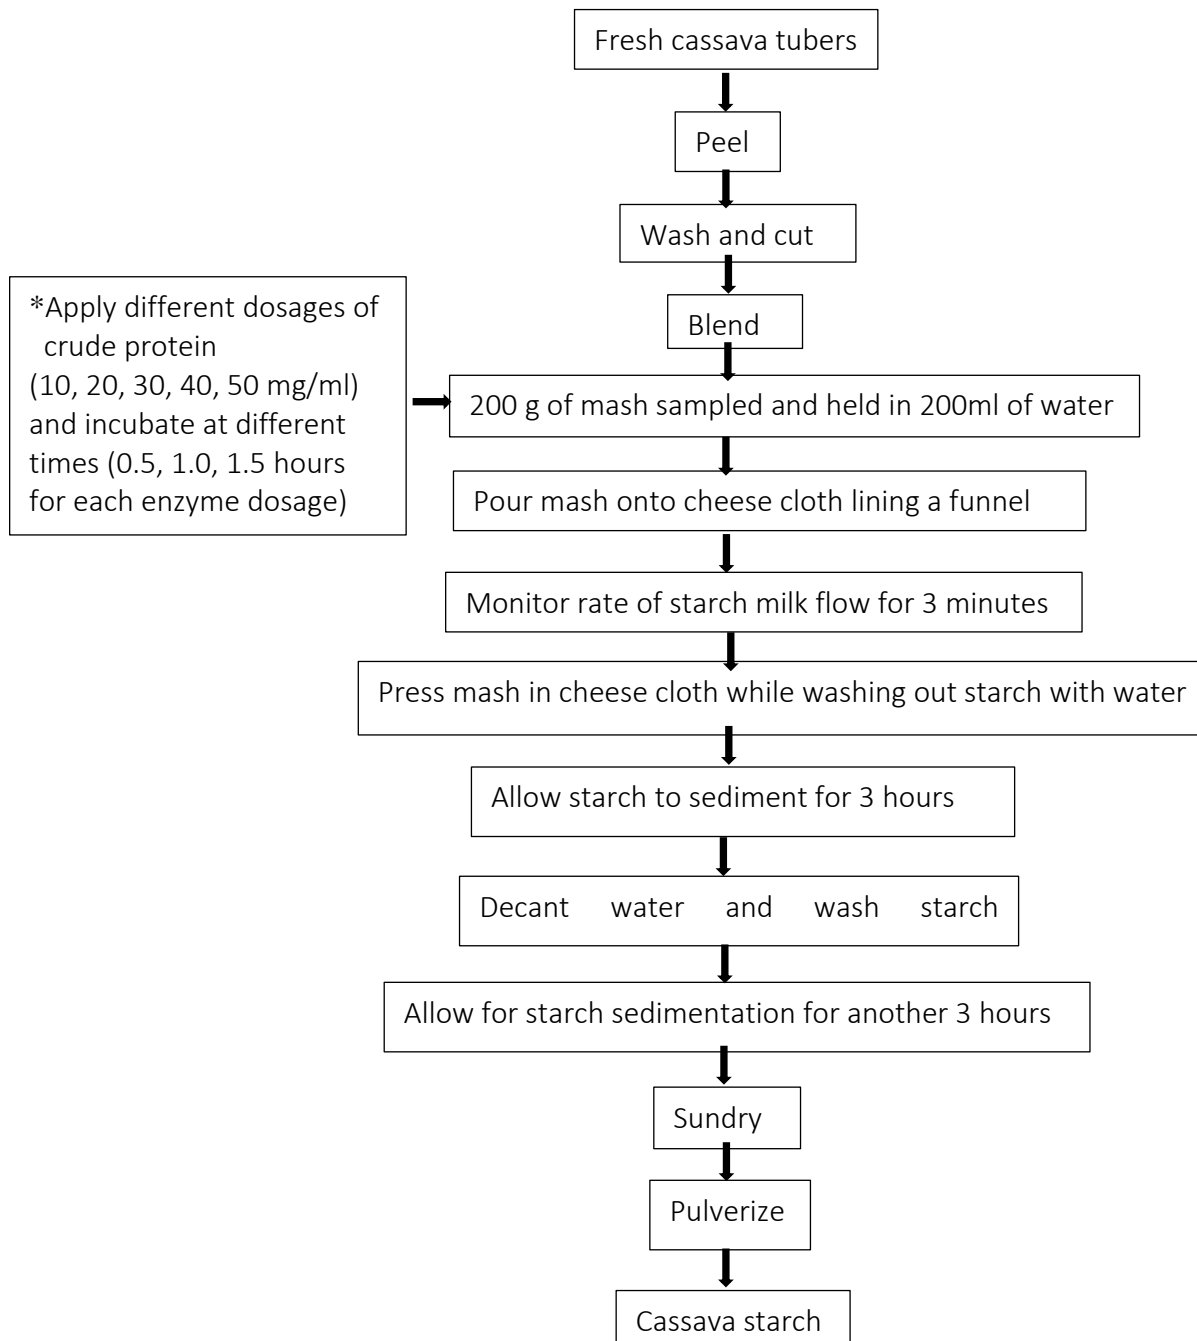 Fresh cassava tubers
Peel
Wash and cut
Blend
*Apply different dosages of
crude protein
(10, 20, 30, 40, 50 mg/ml)
and incubate at different
times (0.5, 1.0, 1.5 hours
for each enzyme dosage)
200 g of mash sampled and held in 200ml of water
Pour mash onto cheese cloth lining a funnel
Monitor rate of starch milk flow for 3 minutes
Press mash in cheese cloth while washing out starch with water
Allow starch to sediment for 3 hours
Decant water and wash starch
Allow for starch sedimentation for another 3 hours
Sundry
Pulverize
Cassava starch